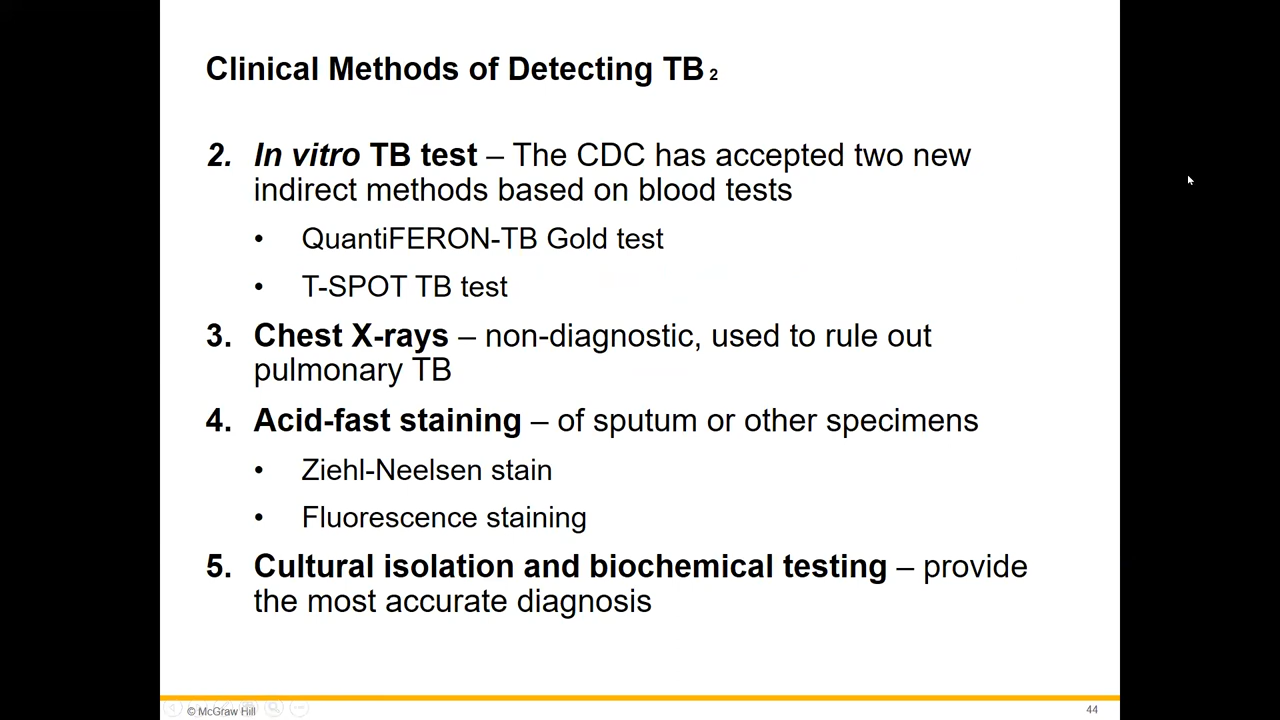 Clinical Methods of Detecting TB 2
2. In vitro TB test – The CDC has accepted two new
indirect methods based on blood tests
• QuantiFERON-TB Gold test
• T-SPOT TB test
3. Chest X-rays – non-diagnostic, used to rule out
pulmonary TB
4. Acid-fast staining – of sputum or other specimens
• Ziehl-Neelsen stain
• Fluorescence staining
5. Cultural isolation and biochemical testing – provide
the most accurate diagnosis
© McGraw Hill
44